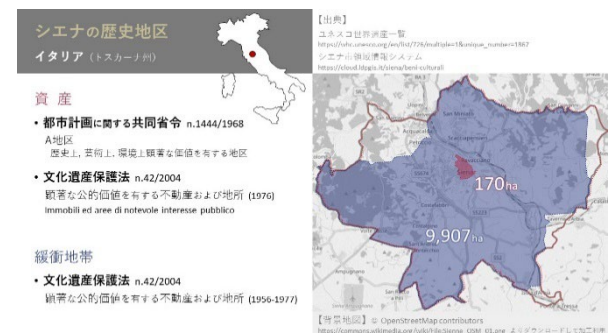 シエナの歴史地区
イタリア（トスカーナ州）
資 産
• 都市計画に関する共同省令 n.1444/1968
A地区
歴史上, 芸術上, 環境上顕著な価値を有する地区
• 文化遺産保護法 n.42/2004
顕著な公的価値を有する不動産および地所 (1976)
Immobili ed aree di notevole interesse pubblico
緩衝地帯
• 文化遺産保護法 n.42/2004
顕著な公的価値を有する不動産および地所 (1956-1977)
【出典】
ユネスコ世界遺産一覧
シエナ市領域情報システム
170ha
9,907ha
【背景地図】© OpenStreetMap contributors